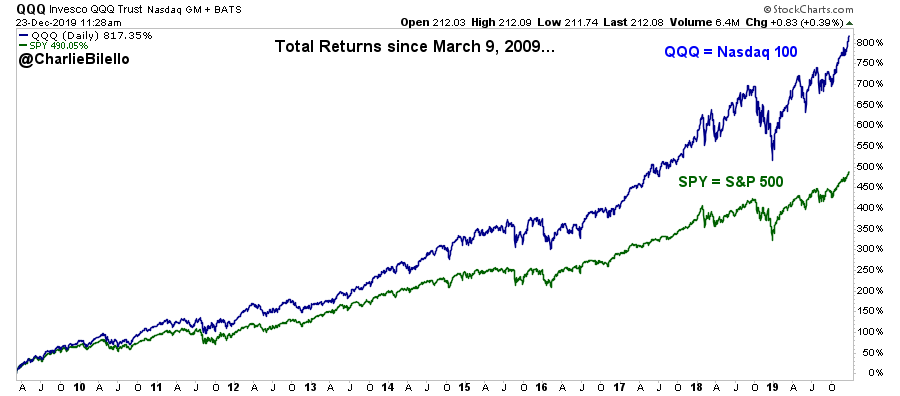 QQQ Invesco QQQ Trust Nasdaq GM + BATS © StockCharts.com
23-Dec-2019 11:28am Open 212.03 High 212.09 Low 211.74 Last 212.08 Volume 6.4M Chg +0.83 (+0.39%) ▲
— QQQ (Daily) 817.35%
— SPY 490.05%
@CharlieBilello
Total Returns since March 9, 2009...
QQQ = Nasdaq 100
SPY = S&P 500
800%
750%
700%
650%
600%
550%
500%
450%
400%
350%
300%
250%
200%
150%
100%
50%
0%
A J O 10 A J O 11 A J O 12 A J O 13 A J O 14 A J O 15 A J O 16 A J O 17 A J O 18 A J O 19 A J O